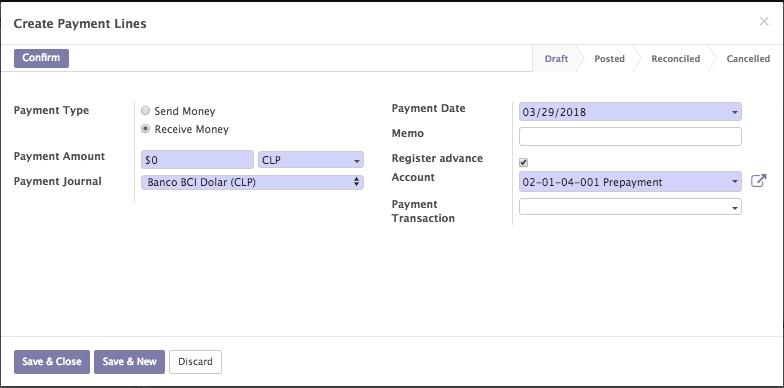 Create Payment Lines
×
Confirm
Draft
Posted
Reconciled
Cancelled
Payment Type
Send Money
Receive Money
Payment Amount
$0
CLP
Payment Journal
Banco BCI Dolar (CLP)
Payment Date
03/29/2018
Memo
Register advance
Account
02-01-04-001 Prepayment
Payment
Transaction
Save & Close
Save & New
Discard